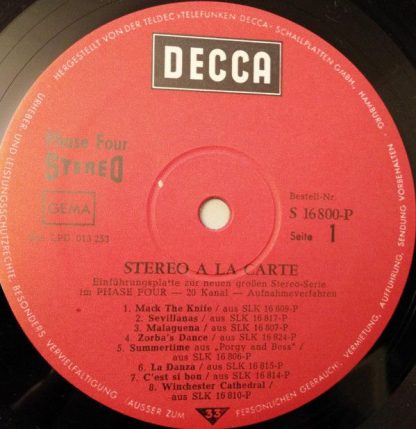 HERGESTELLT VON DER TELDEC »TELEFUNKEN DECCA« SCHALLPLATTEN GMBH„ HAMBURG
DECCA
Phase Four
STEREO
GEMA
LPD 013 253
Bestell-Nr.
S 16 800-P
Seite 1
STEREO A LA CARTE
Einführungsplatte zur neuen großen Stereo-Serie
im PHASE FOUR — 20 Kanal — Aufnahmeverfahren
1. Mack The Knife / aus SLK 16 809-P
2. Sevillanas / aus SLK 16 817-P
3. Malaguena / aus SLK 16 807-P
4. Zorba's Dance / aus SLK 16 824-P
5. Summertime aus „Porgy and Bess" /
aus SLK 16 806-P
6. La Danza / aus SLK 16 815-P
7. C'est si bon / aus SLK 16 814-P
8. Winchester Cathedral /
aus SLK 16 810-P
33
URHEBER- UND LEISTUNGSSCHUTZRECHTE, BESONDERS VERVIELFÄLTIGUNG / AUSSER ZUM PERSÖNLICHEN GEBRAUCH, VERMIETUNG, AUFFÜHRUNG, SENDUNG VORBEHALTEN